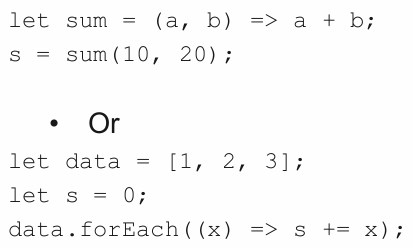 let sum = (a, b) => a + b;
s = sum(10, 20);
• Or
let data = [1, 2, 3];
let s = 0;
data.forEach((x) => s += x);